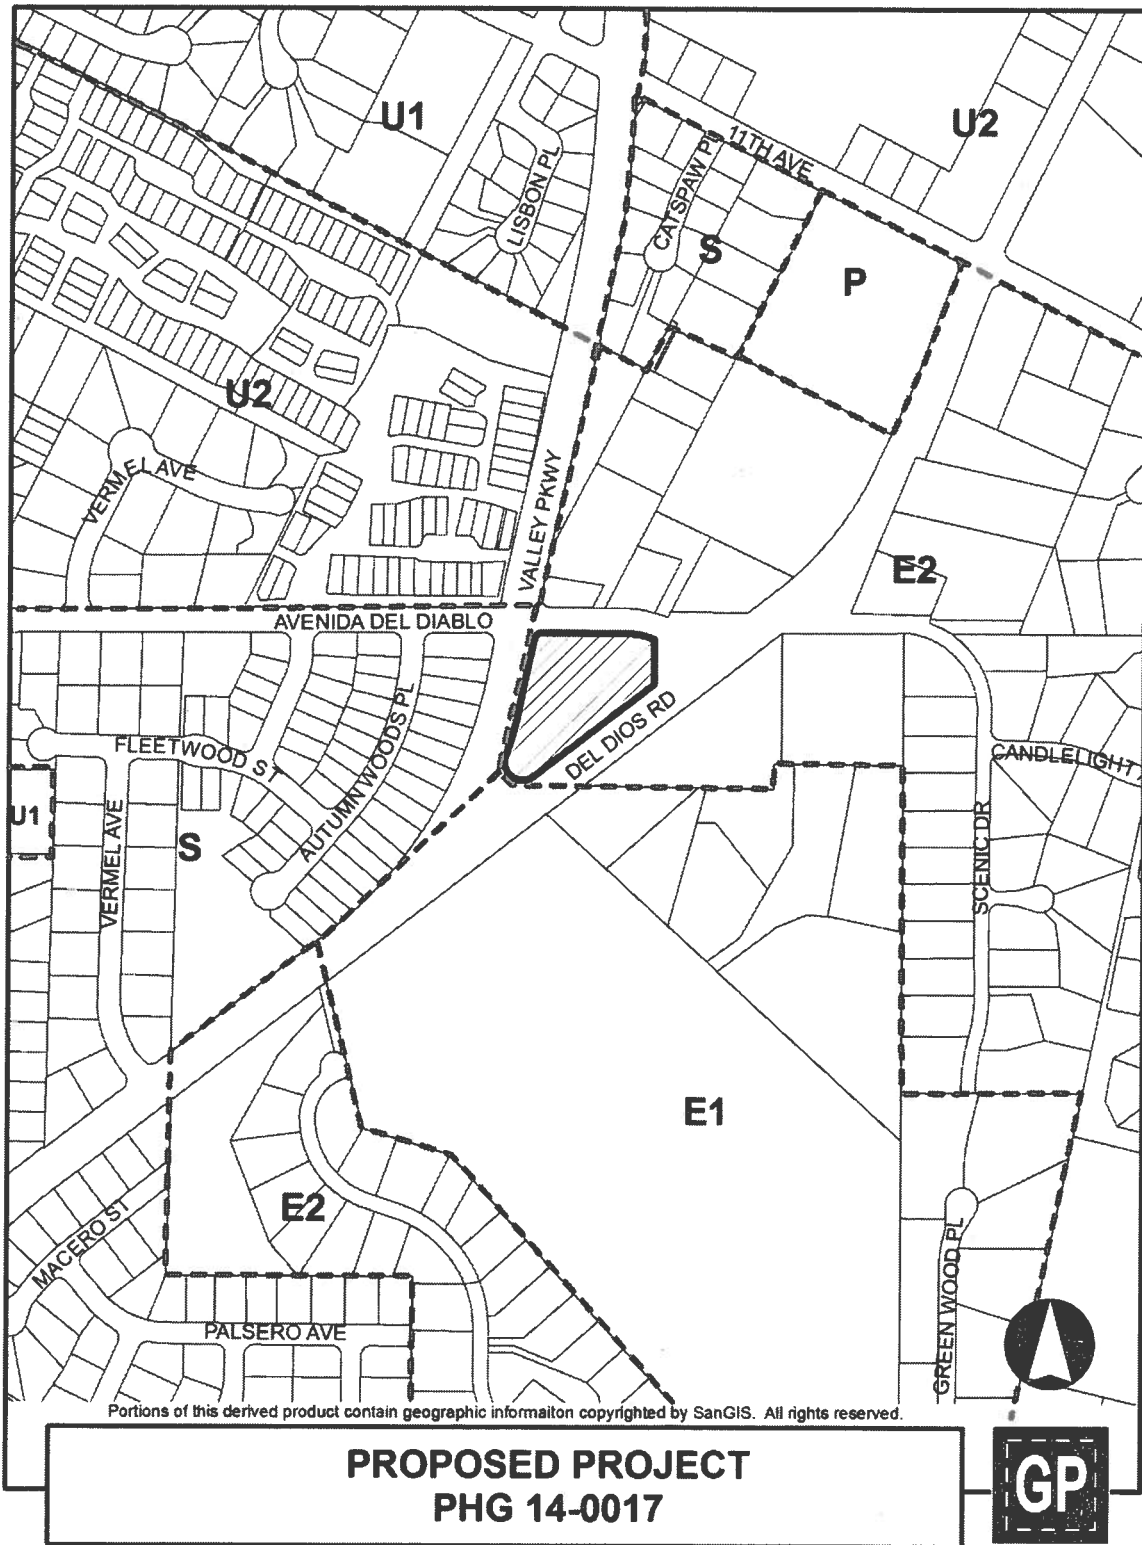 U1
U2
11TH AVE
LISBON PL
CATSPAW PL
S
P
U2
VERMEL AVE
VALLEY PKWY
E2
AVENIDA DEL DIABLO
AUTUMNWOODS PL
DEL DIOS RD
FLEETWOOD ST
CANDLELIGHT
U1
VERMEL AVE
S
SCENIC DR
E1
E2
MACERO ST
GREEN WOOD PL
PALSERO AVE
Portions of this derived product contain geographic informaiton copyrighted by SanGIS. All rights reserved.
PROPOSED PROJECT
PHG 14-0017
GP